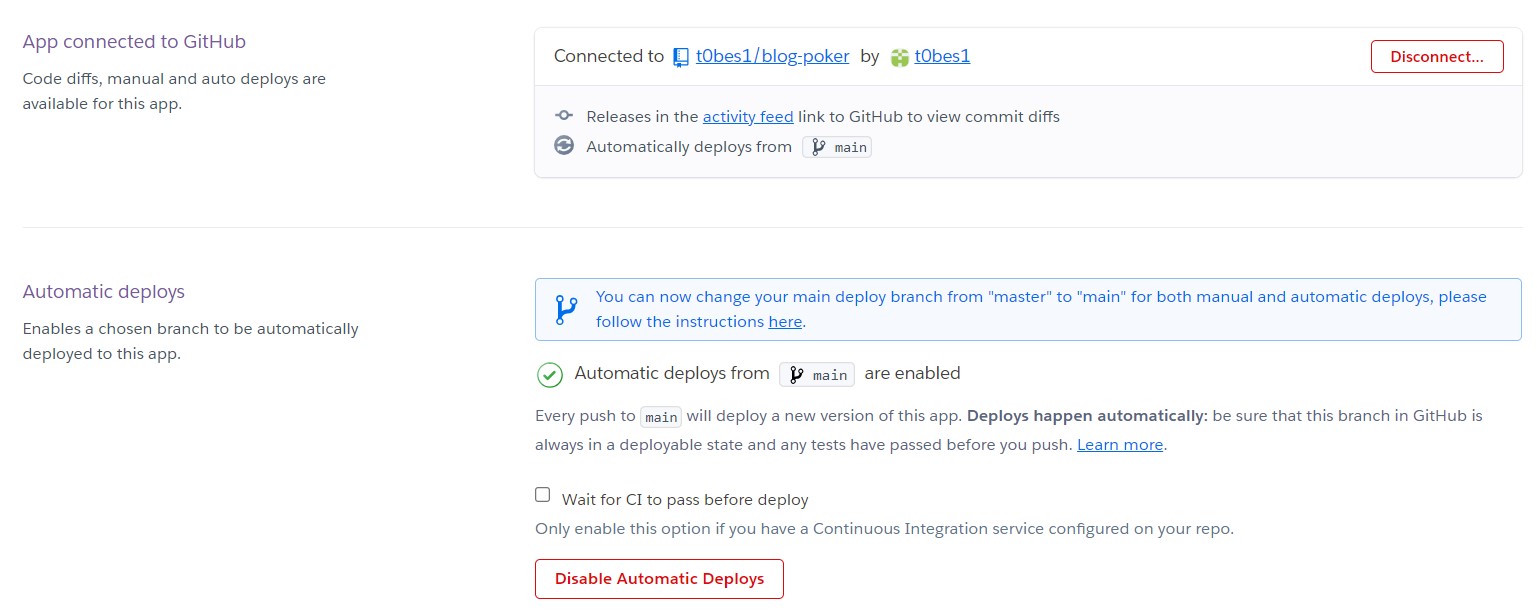 App connected to GitHub
Code diffs, manual and auto deploys are
available for this app.
Connected to t0bes1/blog-poker by t0bes1
Disconnect...
Releases in the activity feed link to GitHub to view commit diffs
Automatically deploys from main
Automatic deploys
Enables a chosen branch to be automatically
deployed to this app.
You can now change your main deploy branch from "master" to "main" for both manual and automatic deploys, please
follow the instructions here.
Automatic deploys from main are enabled
Every push to main will deploy a new version of this app. Deploys happen automatically: be sure that this branch in GitHub is
always in a deployable state and any tests have passed before you push. Learn more.
Wait for CI to pass before deploy
Only enable this option if you have a Continuous Integration service configured on your repo.
Disable Automatic Deploys